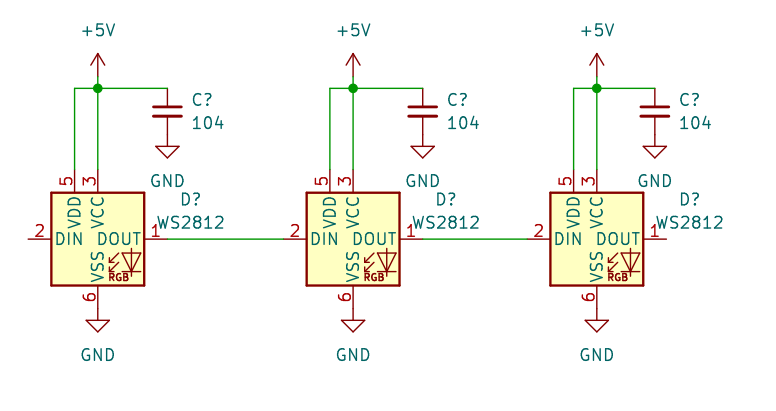 +5V +5V +5V
C? C? C?
104 104 104
GND GND GND
5 3 5 3 5 3
D? D? D?
VDD VCC VDD VCC VDD VCC
WS2812 WS2812 WS2812
2 DIN DOUT 1 2 DIN DOUT 1 2 DIN DOUT 1
VSS VSS VSS
RGB RGB RGB
6 6 6
GND GND GND